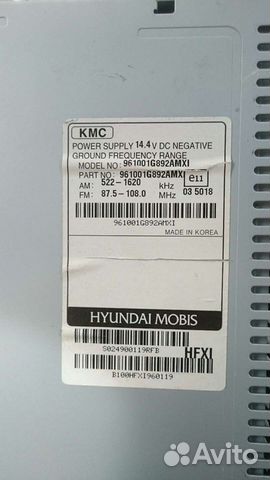 KMC
POWER SUPPLY 14.4 V DC NEGATIVE
GROUND FREQUENCY RANGE
MODEL NO: 961001G892AMXI
PART NO: 961001G892AMXI
AM: 522-1620 kHz
FM: 87.5-108.0 MHz
e11
03 5018
961001G892AMXI
MADE IN KOREA
HYUNDAI MOBIS
S024900119RFB
HFXI
B100HFXI960119
Avito